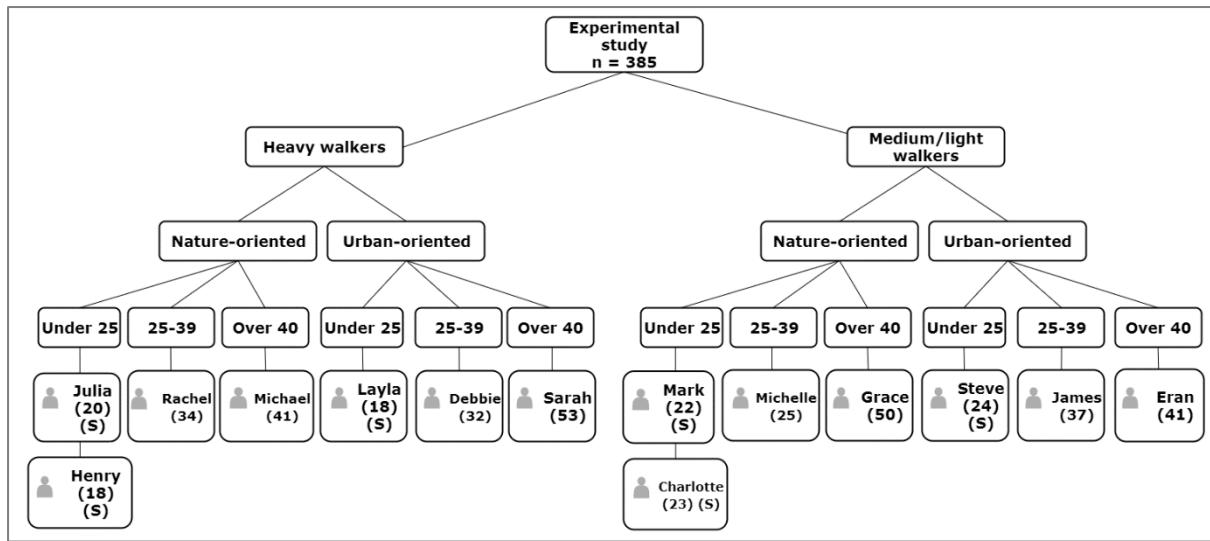 Experimental
study
n = 385
Heavy walkers
Medium/light
walkers
Nature-oriented
Urban-oriented
Nature-oriented
Urban-oriented
Under 25
25-39
Over 40
Under 25
25-39
Over 40
Under 25
25-39
Over 40
Under 25
25-39
Over 40
Julia
(20)
(S)
Rachel
(34)
Michael
(41)
Layla
(18)
(S)
Debbie
(32)
Sarah
(53)
Mark
(22)
(S)
Michelle
(25)
Grace
(50)
Steve
(24)
(S)
James
(37)
Eran
(41)
Henry
(18)
(S)
Charlotte
(23) (S)